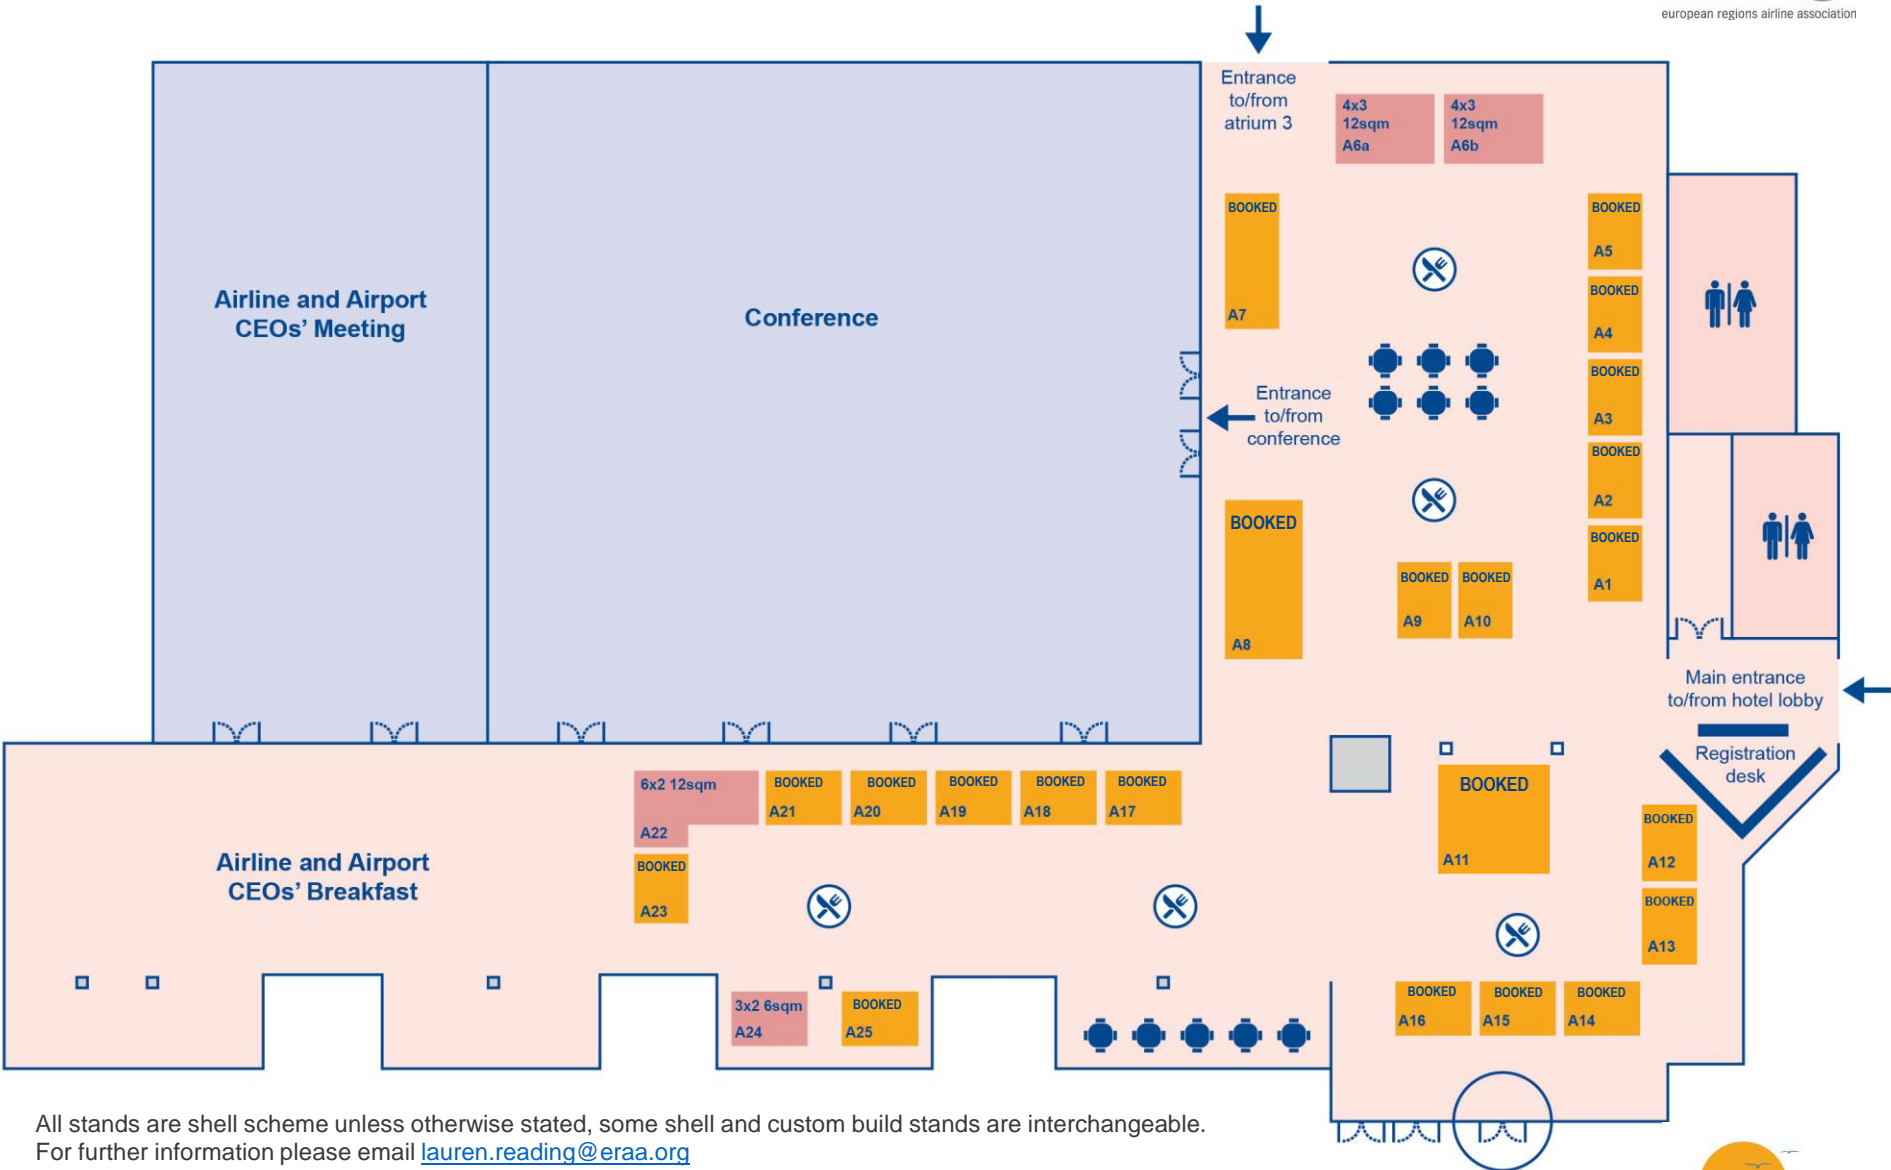 european regions airline association
Entrance
to/from
atrium 3
4x3
12sqm
A6a
4x3
12sqm
A6b
BOOKED
A7
BOOKED
A5
BOOKED
A4
BOOKED
A3
BOOKED
A2
BOOKED
A1
Airline and Airport
CEOs’ Meeting
Conference
Entrance
to/from
conference
BOOKED
A8
BOOKED
A9
BOOKED
A10
Main entrance
to/from hotel lobby
Registration
desk
6x2 12sqm
A22
BOOKED
A21
BOOKED
A20
BOOKED
A19
BOOKED
A18
BOOKED
A17
BOOKED
A11
BOOKED
A12
BOOKED
A13
Airline and Airport
CEOs’ Breakfast
BOOKED
A23
3x2 6sqm
A24
BOOKED
A25
BOOKED
A16
BOOKED
A15
BOOKED
A14
All stands are shell scheme unless otherwise stated, some shell and custom build stands are interchangeable.
For further information please email lauren.reading@eraa.org